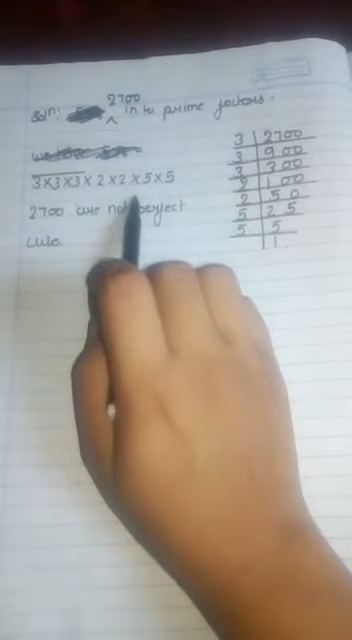 Soln: 2700 in to prime factors.
3×3×3×2×2×5×5
2700 are not perfect
cube
3 | 2700
3 | 900
3 | 300
2 | 100
2 | 50
5 | 25
5 | 5
1